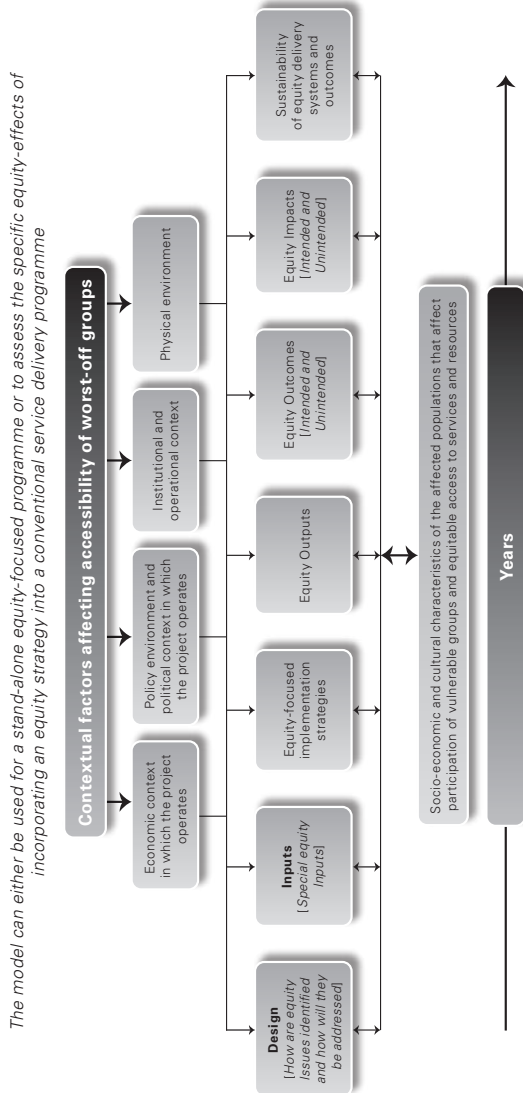 The model can either be used for a stand-alone equity-focused programme or to assess the specific equity-effects of
incorporating an equity strategy into a conventional service delivery programme
Contextual factors affecting accessibility of worst-off groups
Economic context
in which the project
operates
Policy environment and
political context in which
the project operates
Institutional and
operational context
Physical environment
Design
[How are equity
Issues identified
and how will they
be addressed]
Inputs
[Special equity
Inputs]
Equity-focused
implementation
strategies
Equity Outputs
Equity Outcomes
[Intended and
Unintended]
Equity Impacts
[Intended and
Unintended]
Sustainability
of equity delivery
systems and
outcomes
Socio-economic and cultural characteristics of the affected populations that affect
participation of vulnerable groups and equitable access to services and resources
Years